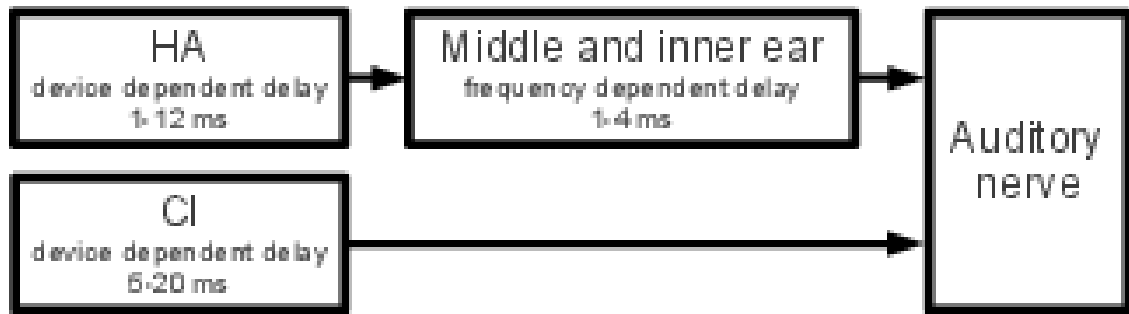 HA
device dependent delay
1-12 ms
Middle and inner ear
frequency dependent delay
1-4 ms
Auditory
nerve
CI
device dependent delay
5-20 ms